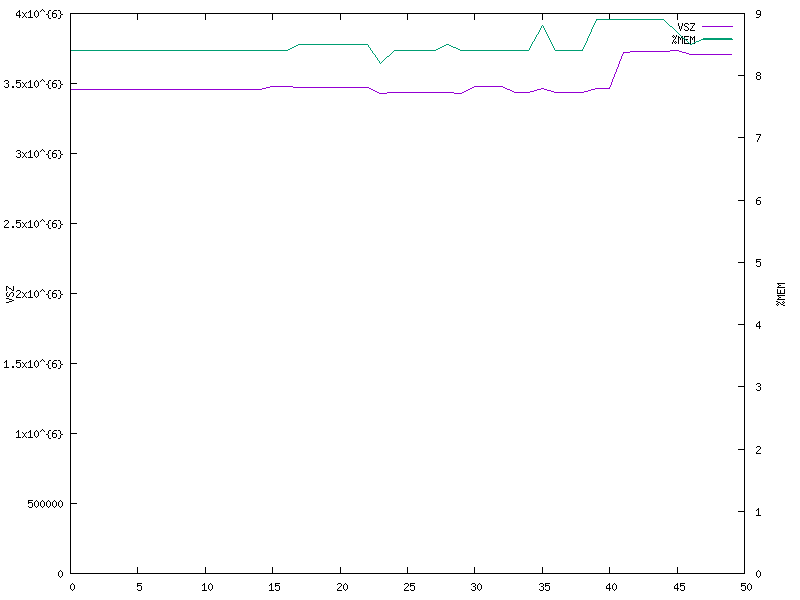 4x10^{6}
3.5x10^{6}
3x10^{6}
2.5x10^{6}
2x10^{6}
1.5x10^{6}
1x10^{6}
500000
0
VSZ
VSZ
%MEM
9
8
7
6
5
4
3
2
1
0
%MEM
0 5 10 15 20 25 30 35 40 45 50